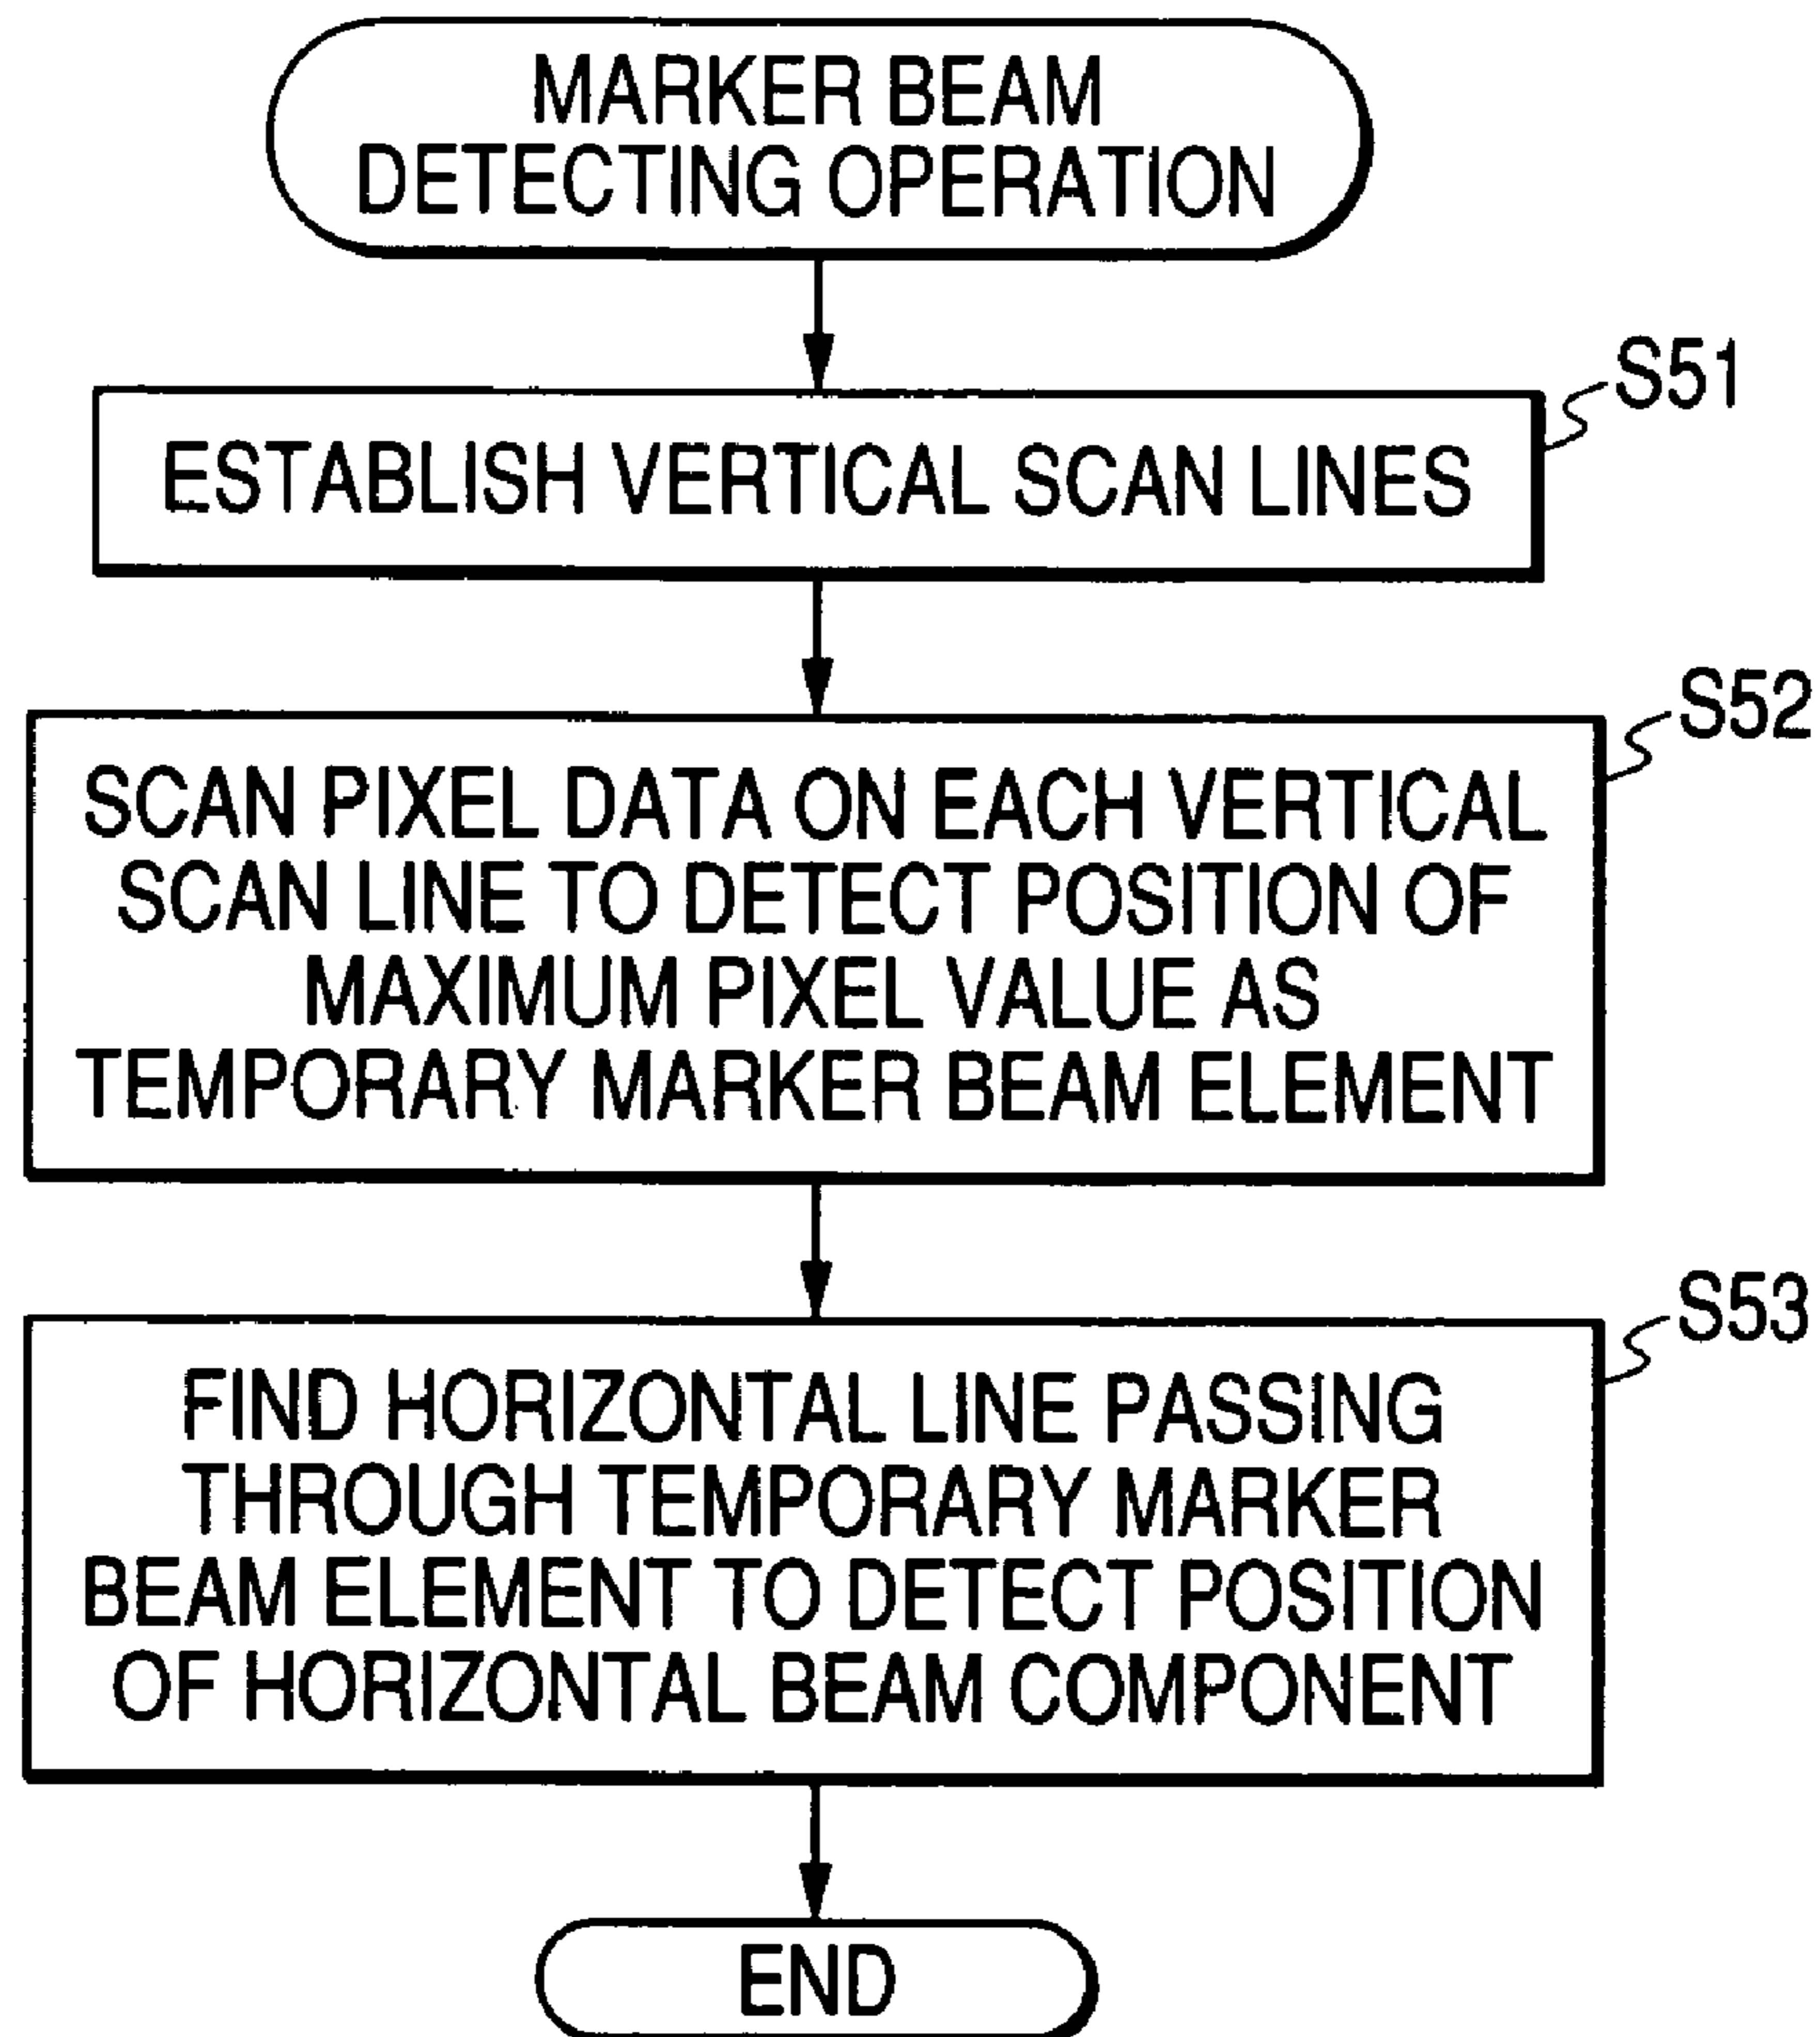 MARKER BEAM
DETECTING OPERATION
S51
ESTABLISH VERTICAL SCAN LINES
S52
SCAN PIXEL DATA ON EACH VERTICAL
SCAN LINE TO DETECT POSITION OF
MAXIMUM PIXEL VALUE AS
TEMPORARY MARKER BEAM ELEMENT
S53
FIND HORIZONTAL LINE PASSING
THROUGH TEMPORARY MARKER
BEAM ELEMENT TO DETECT POSITION
OF HORIZONTAL BEAM COMPONENT
END